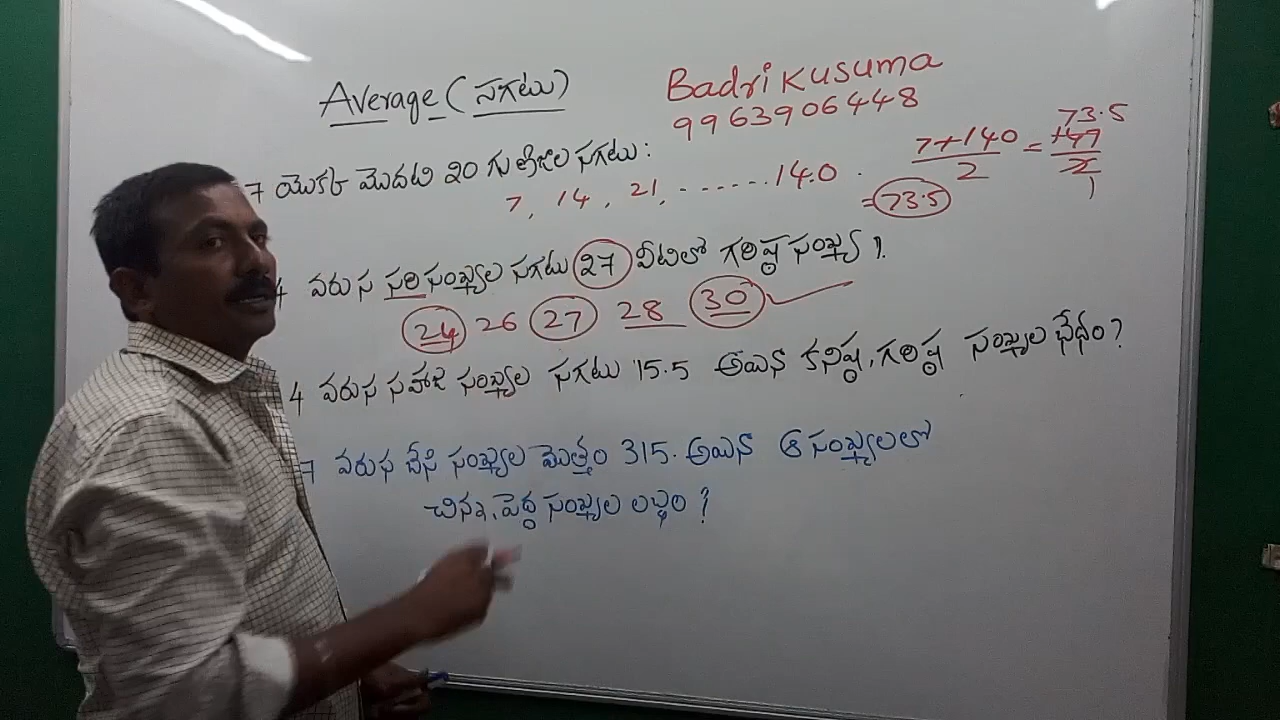 Average (సగటు)
Badri Kusuma
9963906448
7 యొక్క మొదటి 20 గుణిజాల సగటు:
7, 14, 21, ....... 140.
7+140 / 2 = 147 / 2
73.5
1
= 73.5
4 వరుస సరి సంఖ్యల సగటు 27 వీటిలో గరిష్ఠ సంఖ్య ?
24 26 27 28 30
4 వరుస సహజ సంఖ్యల సగటు 15.5 అయిన కనిష్ఠ, గరిష్ఠ సంఖ్యల భేధం?
7 వరుస బేసి సంఖ్యల మొత్తం 315. అయిన ఆ సంఖ్యలలో
చిన్న, పెద్ద సంఖ్యల లబ్ధం ?